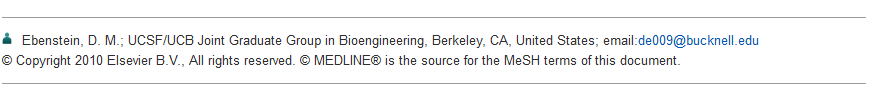 Ebenstein, D. M.; UCSF/UCB Joint Graduate Group in Bioengineering, Berkeley, CA, United States; email:de009@bucknell.edu
© Copyright 2010 Elsevier B.V., All rights reserved. © MEDLINE® is the source for the MeSH terms of this document.